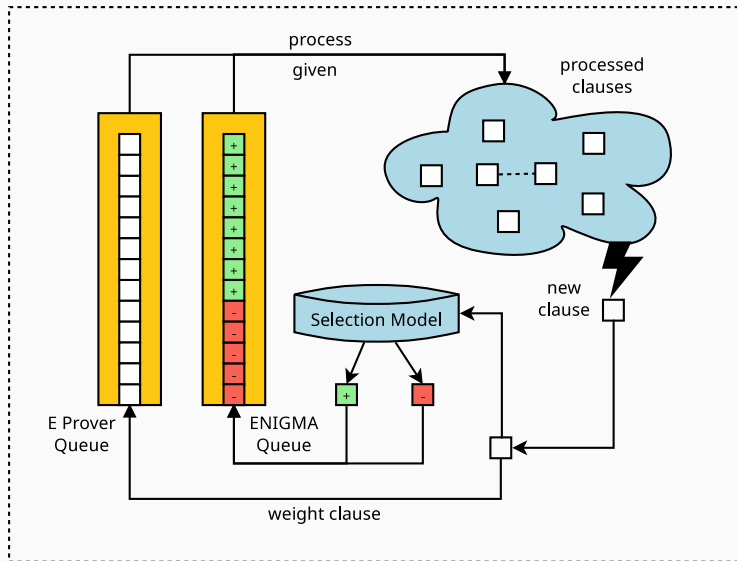 process
given
processed
clauses
+
+
+
+
+
+
+
+
-
-
-
-
-
Selection Model
new
clause
+
-
E Prover
Queue
ENIGMA
Queue
weight clause